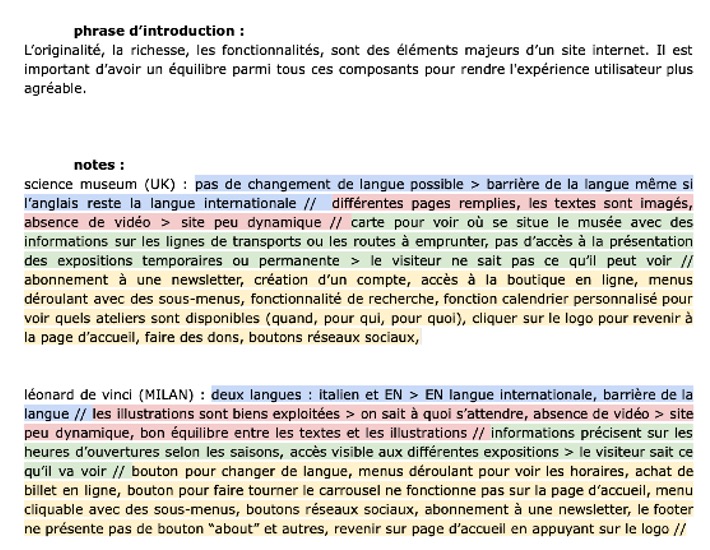 phrase d’introduction :
L’originalité, la richesse, les fonctionnalités, sont des éléments majeurs d’un site internet. Il est
important d’avoir un équilibre parmi tous ces composants pour rendre l'expérience utilisateur plus
agréable.
notes :
science museum (UK) : pas de changement de langue possible > barrière de la langue même si
l’anglais reste la langue internationale // différentes pages remplies, les textes sont imagés,
absence de vidéo > site peu dynamique // carte pour voir où se situe le musée avec des
informations sur les lignes de transports ou les routes à emprunter, pas d’accès à la présentation
des expositions temporaires ou permanente > le visiteur ne sait pas ce qu’il peut voir //
abonnement à une newsletter, création d’un compte, accès à la boutique en ligne, menus
déroulant avec des sous-menus, fonctionnalité de recherche, fonction calendrier personnalisé pour
voir quels ateliers sont disponibles (quand, pour qui, pour quoi), cliquer sur le logo pour revenir à
la page d’accueil, faire des dons, boutons réseaux sociaux,
léonard de vinci (MILAN) : deux langues : italien et EN > EN langue internationale, barrière de la
langue // les illustrations sont biens exploitées > on sait à quoi s’attendre, absence de vidéo > site
peu dynamique, bon équilibre entre les textes et les illustrations // informations précisent sur les
heures d’ouvertures selon les saisons, accès visible aux différentes expositions > le visiteur sait ce
qu’il va voir // bouton pour changer de langue, menus déroulant pour voir les horaires, achat de
billet en ligne, bouton pour faire tourner le carrousel ne fonctionne pas sur la page d’accueil, menu
cliquable avec des sous-menus, boutons réseaux sociaux, abonnement à une newsletter, le footer
ne présente pas de bouton “about” et autres, revenir sur page d’accueil en appuyant sur le logo //